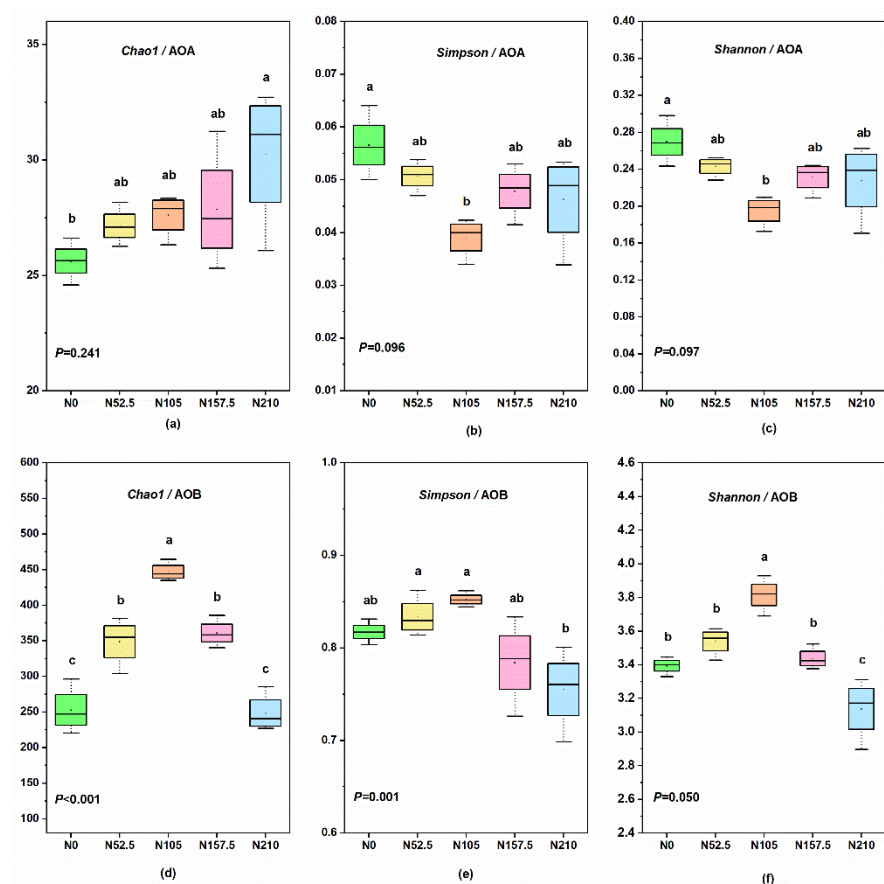 Chao1 / AOA
35
30
25
20
a
ab
ab
ab
b
P=0.241
N0 N52.5 N105 N157.5 N210
(a)
Simpson / AOA
0.08
0.07
0.06
0.05
0.04
0.03
0.02
0.01
a
ab
ab
ab
b
P=0.096
N0 N52.5 N105 N157.5 N210
(b)
Shannon / AOA
0.40
0.36
0.32
0.28
0.24
0.20
0.16
0.12
0.08
0.04
0.00
a
ab
ab
ab
b
P=0.097
N0 N52.5 N105 N157.5 N210
(c)
Chao1 / AOB
600
550
500
450
400
350
300
250
200
150
100
a
b
b
c
c
P<0.001
N0 N52.5 N105 N157.5 N210
(d)
Simpson / AOB
1.0
0.9
0.8
0.7
0.6
ab
a
a
ab
b
P=0.001
N0 N52.5 N105 N157.5 N210
(e)
Shannon / AOB
4.6
4.4
4.2
4.0
3.8
3.6
3.4
3.2
3.0
2.8
2.6
2.4
a
b
b
b
c
P=0.050
N0 N52.5 N105 N157.5 N210
(f)